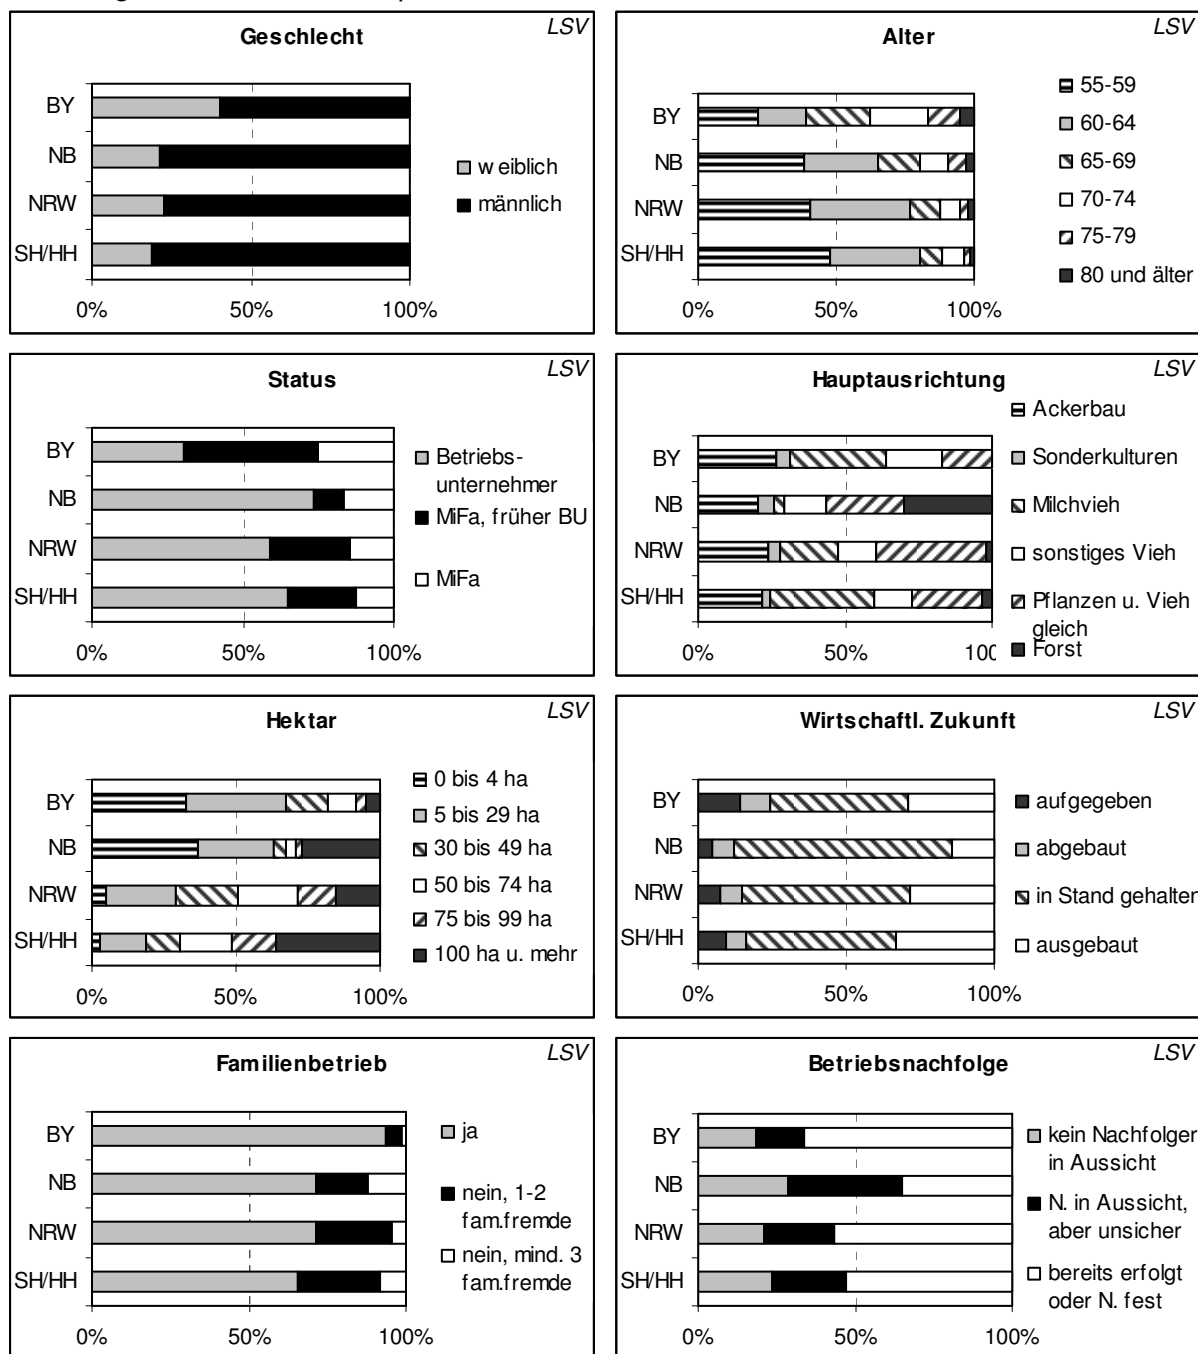 Geschlecht LSV
BY
NB
NRW
SH/HH
0% 50% 100%
weiblich
männlich
Alter LSV
BY
NB
NRW
SH/HH
0% 50% 100%
55-59
60-64
65-69
70-74
75-79
80 und älter
Status LSV
BY
NB
NRW
SH/HH
0% 50% 100%
Betriebs-
unternehmer
MiFa, früher BU
MiFa
Hauptausrichtung LSV
BY
NB
NRW
SH/HH
0% 50% 100
Ackerbau
Sonderkulturen
Milchvieh
sonstiges Vieh
Pflanzen u. Vieh
gleich
Forst
Hektar LSV
BY
NB
NRW
SH/HH
0% 50% 100%
0 bis 4 ha
5 bis 29 ha
30 bis 49 ha
50 bis 74 ha
75 bis 99 ha
100 ha u. mehr
Wirtschaftl. Zukunft LSV
BY
NB
NRW
SH/HH
0% 50% 100%
aufgegeben
abgebaut
in Stand gehalten
ausgebaut
Familienbetrieb LSV
BY
NB
NRW
SH/HH
0% 50% 100%
ja
nein, 1-2
fam.fremde
nein, mind. 3
fam.fremde
Betriebsnachfolge LSV
BY
NB
NRW
SH/HH
0% 50% 100%
kein Nachfolger
in Aussicht
N. in Aussicht,
aber unsicher
bereits erfolgt
oder N. fest